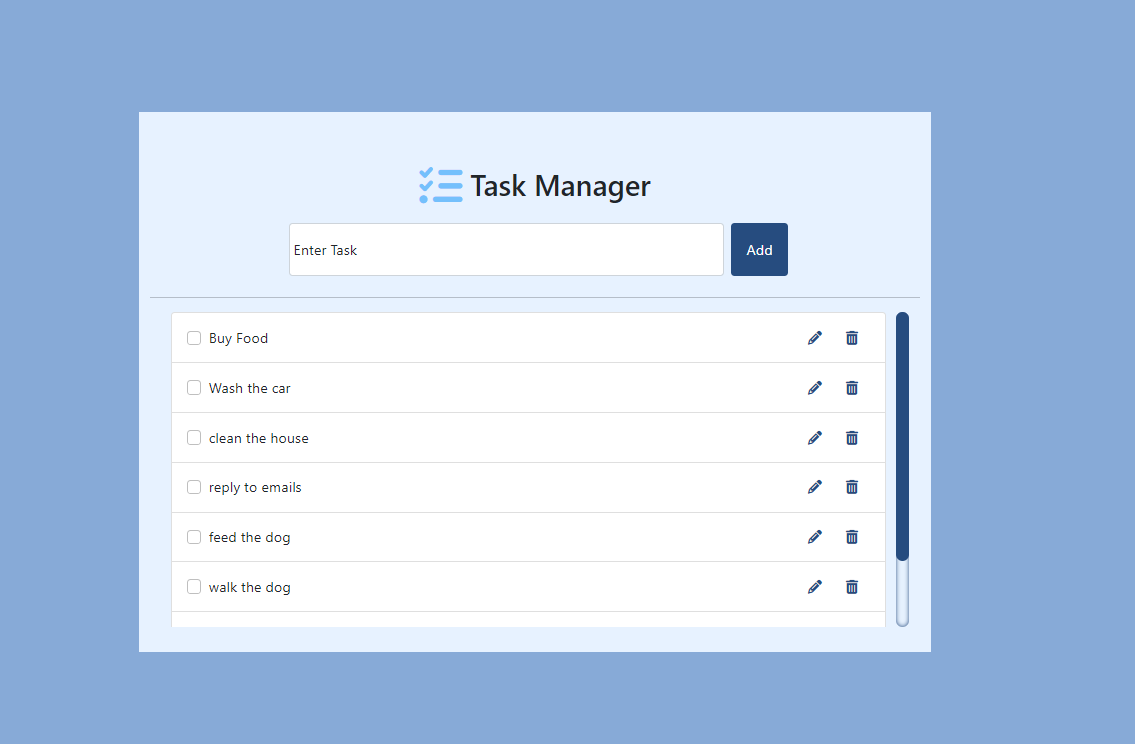 Task Manager
Enter Task
Add
Buy Food
Wash the car
clean the house
reply to emails
feed the dog
walk the dog